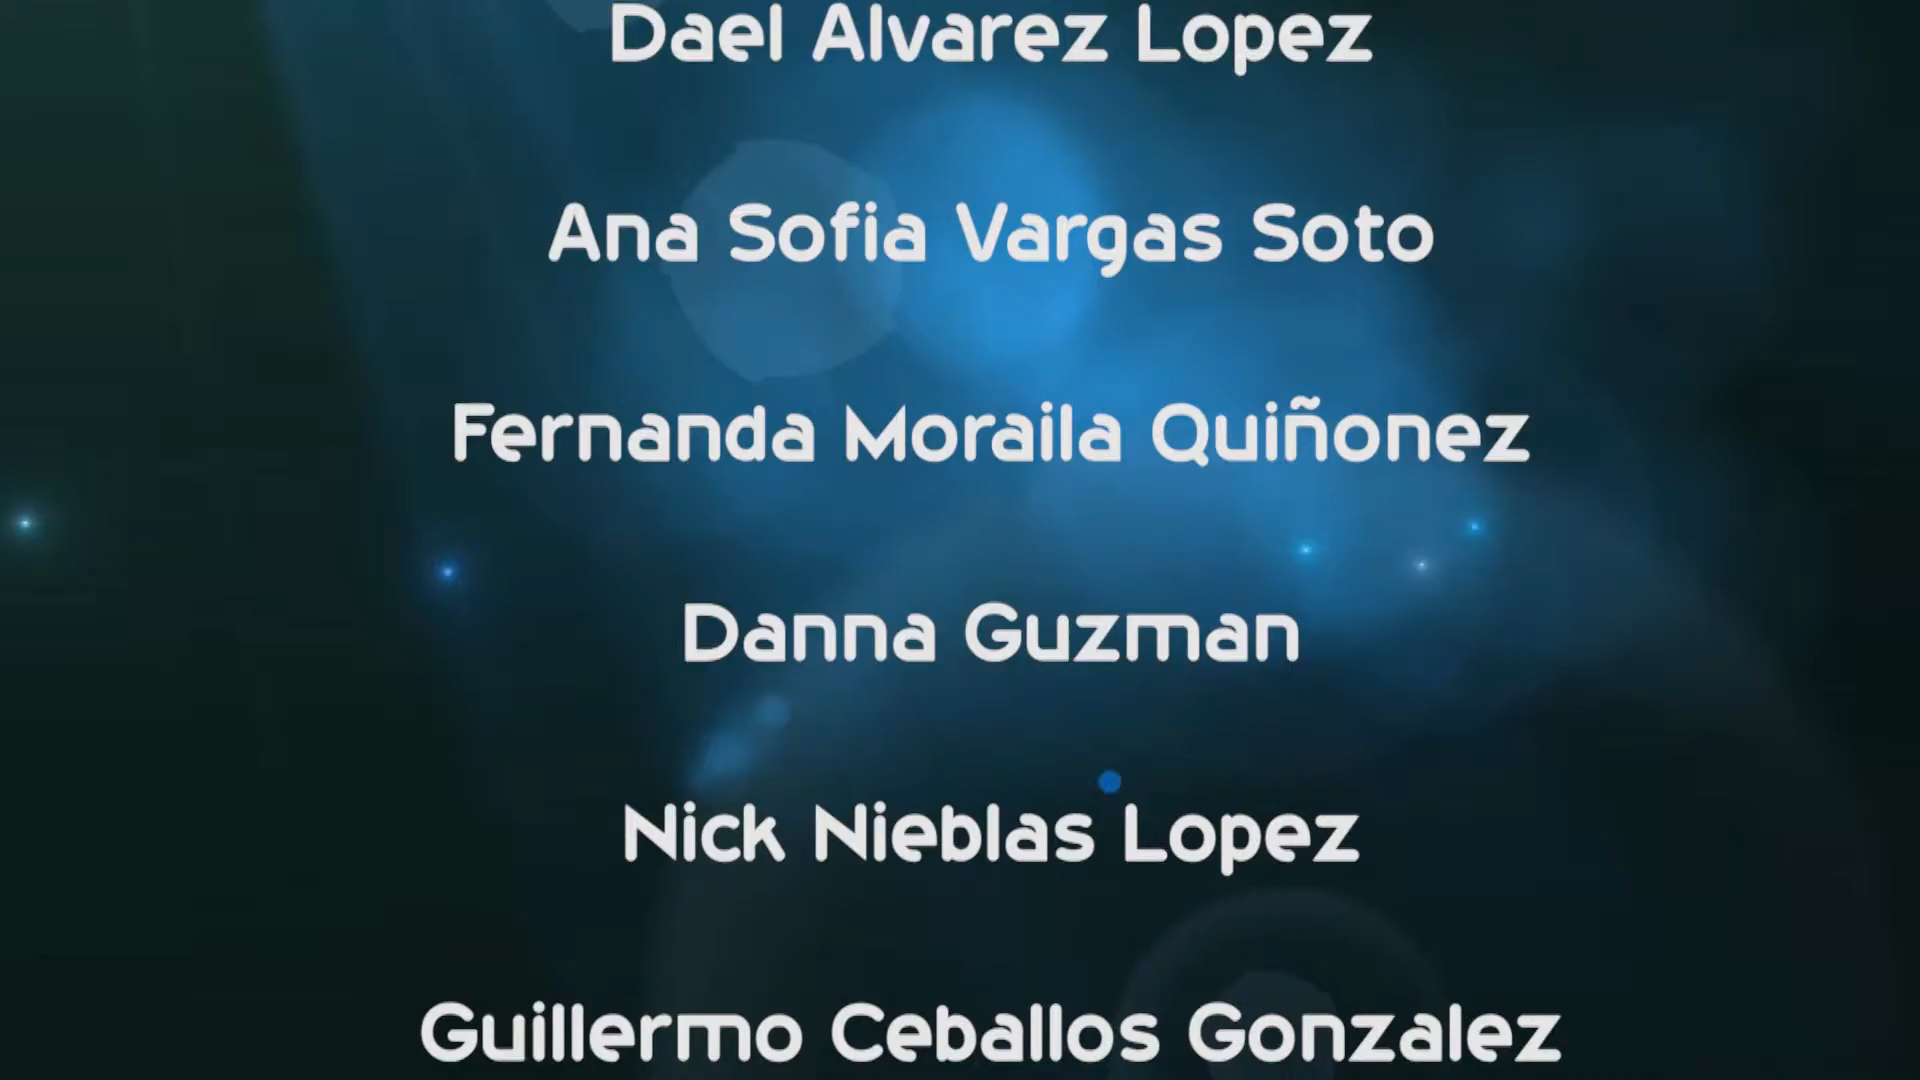 Dael Alvarez Lopez
Ana Sofia Vargas Soto
Fernanda Moraila Quiñonez
Danna Guzman
Nick Nieblas Lopez
Guillermo Ceballos Gonzalez